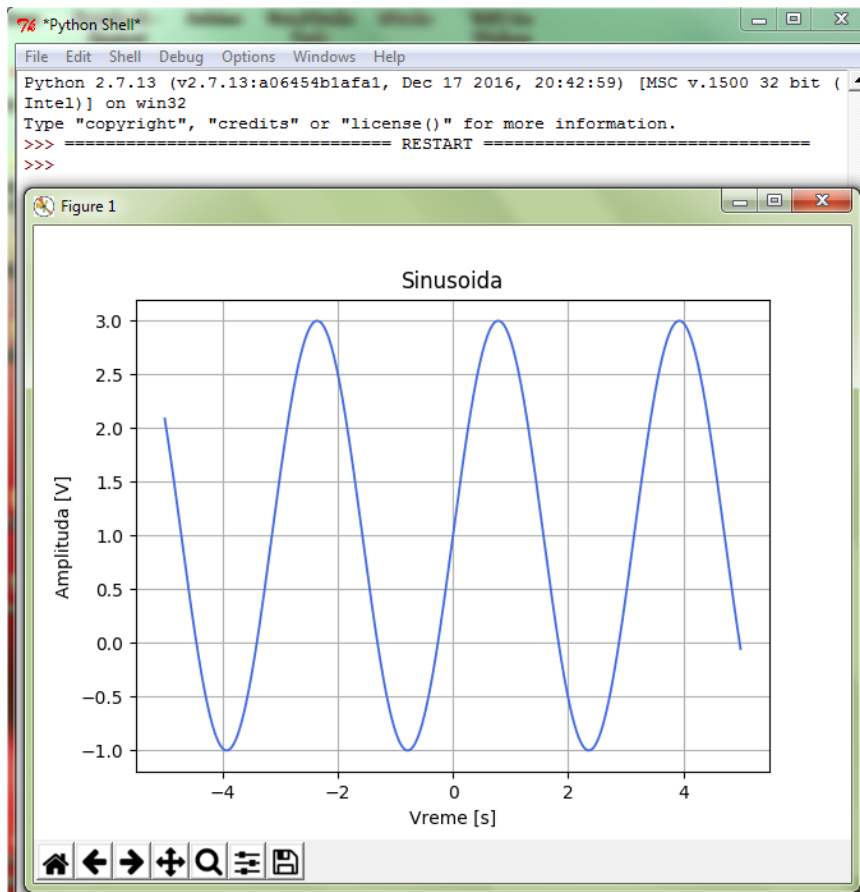 *Python Shell*
File Edit Shell Debug Options Windows Help
Python 2.7.13 (v2.7.13:a06454b1afa1, Dec 17 2016, 20:42:59) [MSC v.1500 32 bit (
Intel)] on win32
Type "copyright", "credits" or "license()" for more information.
>>> ================================ RESTART ================================
>>>
Figure 1
Sinusoida
3.0
2.5
2.0
1.5
1.0
0.5
0.0
−0.5
−1.0
Amplituda [V]
−4 −2 0 2 4
Vreme [s]